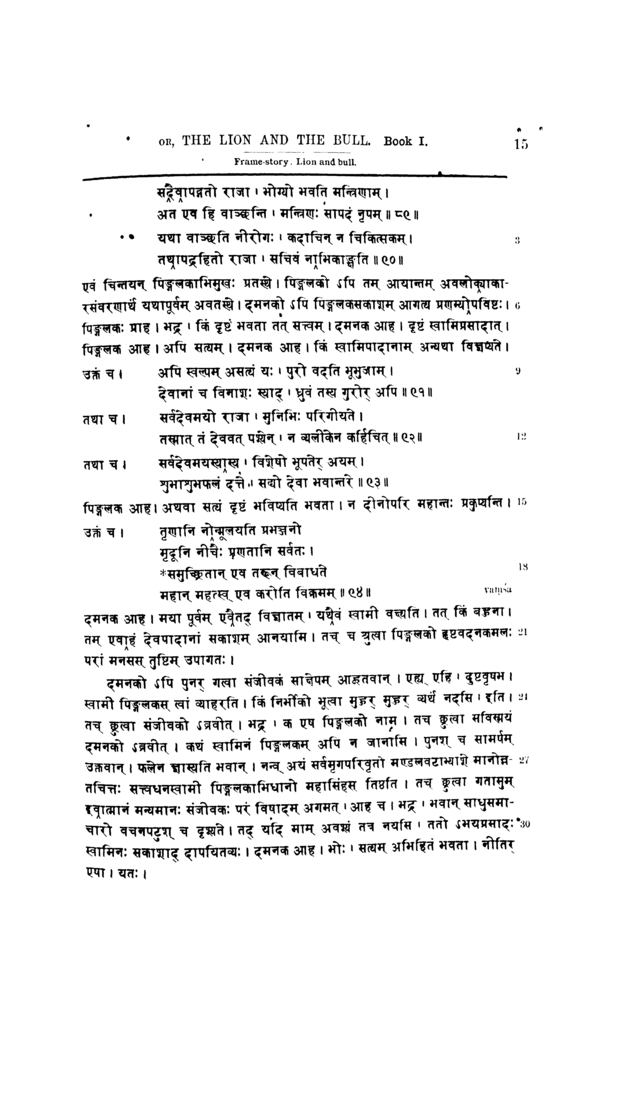 OR, THE LION AND THE BULL. Book I. 15
Frame-story. Lion and bull.
सदैवापद्गतो राजा । भोग्यो भवति मन्त्रिणाम् ।
अत एव हि वाञ्छन्ति । मन्त्रिणः सापदं नृपम् ॥ ८९ ॥
यथा वाञ्छति नीरोगः । कदाचिन् न चिकित्सकम् । 3
तथापद्रहितो राजा । सचिवं नाभिकाङ्क्षति ॥ ९० ॥
एवं चिन्तयन् पिङ्गलकाभिमुखः प्रतस्थे । पिङ्गलको ऽपि तम् आयान्तम् अवलोक्याका-
रसंवरणार्थं यथापूर्वम् अवतस्थे । दमनको ऽपि पिङ्गलकसकाशम् आगत्य प्रणम्योपविष्टः । 6
पिङ्गलकः प्राह । भद्र । किं दृष्टं भवता तत् सत्त्वम् । दमनक आह । दृष्टं स्वामिप्रसादात् ।
पिङ्गलक आह । अपि सत्यम् । दमनक आह । किं स्वामिपादानाम् अन्यथा विज्ञप्यते ।
उक्तं च । अपि स्वल्पम् असत्यं यः । पुरो वदति भूभुजाम् । 9
देवानां च विनाशः स्याद् । ध्रुवं तस्य गुरोर् अपि ॥ ९१ ॥
तथा च । सर्वदेवमयो राजा । मुनिभिः परिगीयते ।
तस्मात् तं देववत् पश्येन् । न व्यलीकेन कर्हिचित् ॥ ९२ ॥ 12
तथा च । सर्वदेवमयस्यास्य । विशेषो भूपतेर् अयम् ।
शुभाशुभफलं दत्ते । सद्यो देवा भवान्तरे ॥ ९३ ॥
पिङ्गलक आह । अथवा सत्यं दृष्टं भविष्यति भवता । न दीनोपरि महान्तः प्रकुप्यन्ति । 15
उक्तं च । तृणानि नोन्मूलयति प्रभञ्जनो
मृदूनि नीचैः प्रणतानि सर्वतः ।
*समुच्छ्रितान् एव तरून् विबाधते 18
महान् महत्स्व् एव करोति विक्रमम् ॥ ९४ ॥ vaṃśa
दमनक आह । मया पूर्वम् एवैतद् विज्ञातम् । यथैवं स्वामी वक्ष्यति । तत् किं बहुना ।
तम् एवाहं देवपादानां सकाशम् आनयामि । तच् च श्रुत्वा पिङ्गलको हृष्टवदनकमलः 21
परां मनसस् तुष्टिम् उपागतः ।
दमनको ऽपि पुनर् गत्वा संजीवकं साक्षेपम् आहूतवान् । एह्य् एहि । दुष्टवृषभ ।
स्वामी पिङ्गलकस् त्वां व्याहरति । किं निर्भीको भूत्वा मुहुर् मुहुर् व्यर्थं नदसि । इति । 24
तच् छ्रुत्वा संजीवको ऽब्रवीत् । भद्र । क एष पिङ्गलको नाम । तच् छ्रुत्वा सविस्मयं
दमनको ऽब्रवीत् । कथं स्वामिनं पिङ्गलकम् अपि न जानासि । पुनश् च सामर्षम्
उक्तवान् । फलेन ज्ञास्यति भवान् । नन्व् अयं सर्वमृगपरिवृतो मण्डलवटाभ्याशे मानोन्न- 27
तचित्तः सत्त्वधनस्वामी पिङ्गलकाभिधानो महासिंहस् तिष्ठति । तच् छ्रुत्वा गतासुम्
इवात्मानं मन्यमानः संजीवकः परं विषादम् अगमत् । आह च । भद्र । भवान् साधुसमा-
चारो वचनपटुश् च दृश्यते । तद् यदि माम् अवश्यं तत्र नयसि । ततो ऽभयप्रसादः 30
स्वामिनः सकाशाद् दापयितव्यः । दमनक आह । भोः । सत्यम् अभिहितं भवता । नीतिर्
एषा । यतः ।